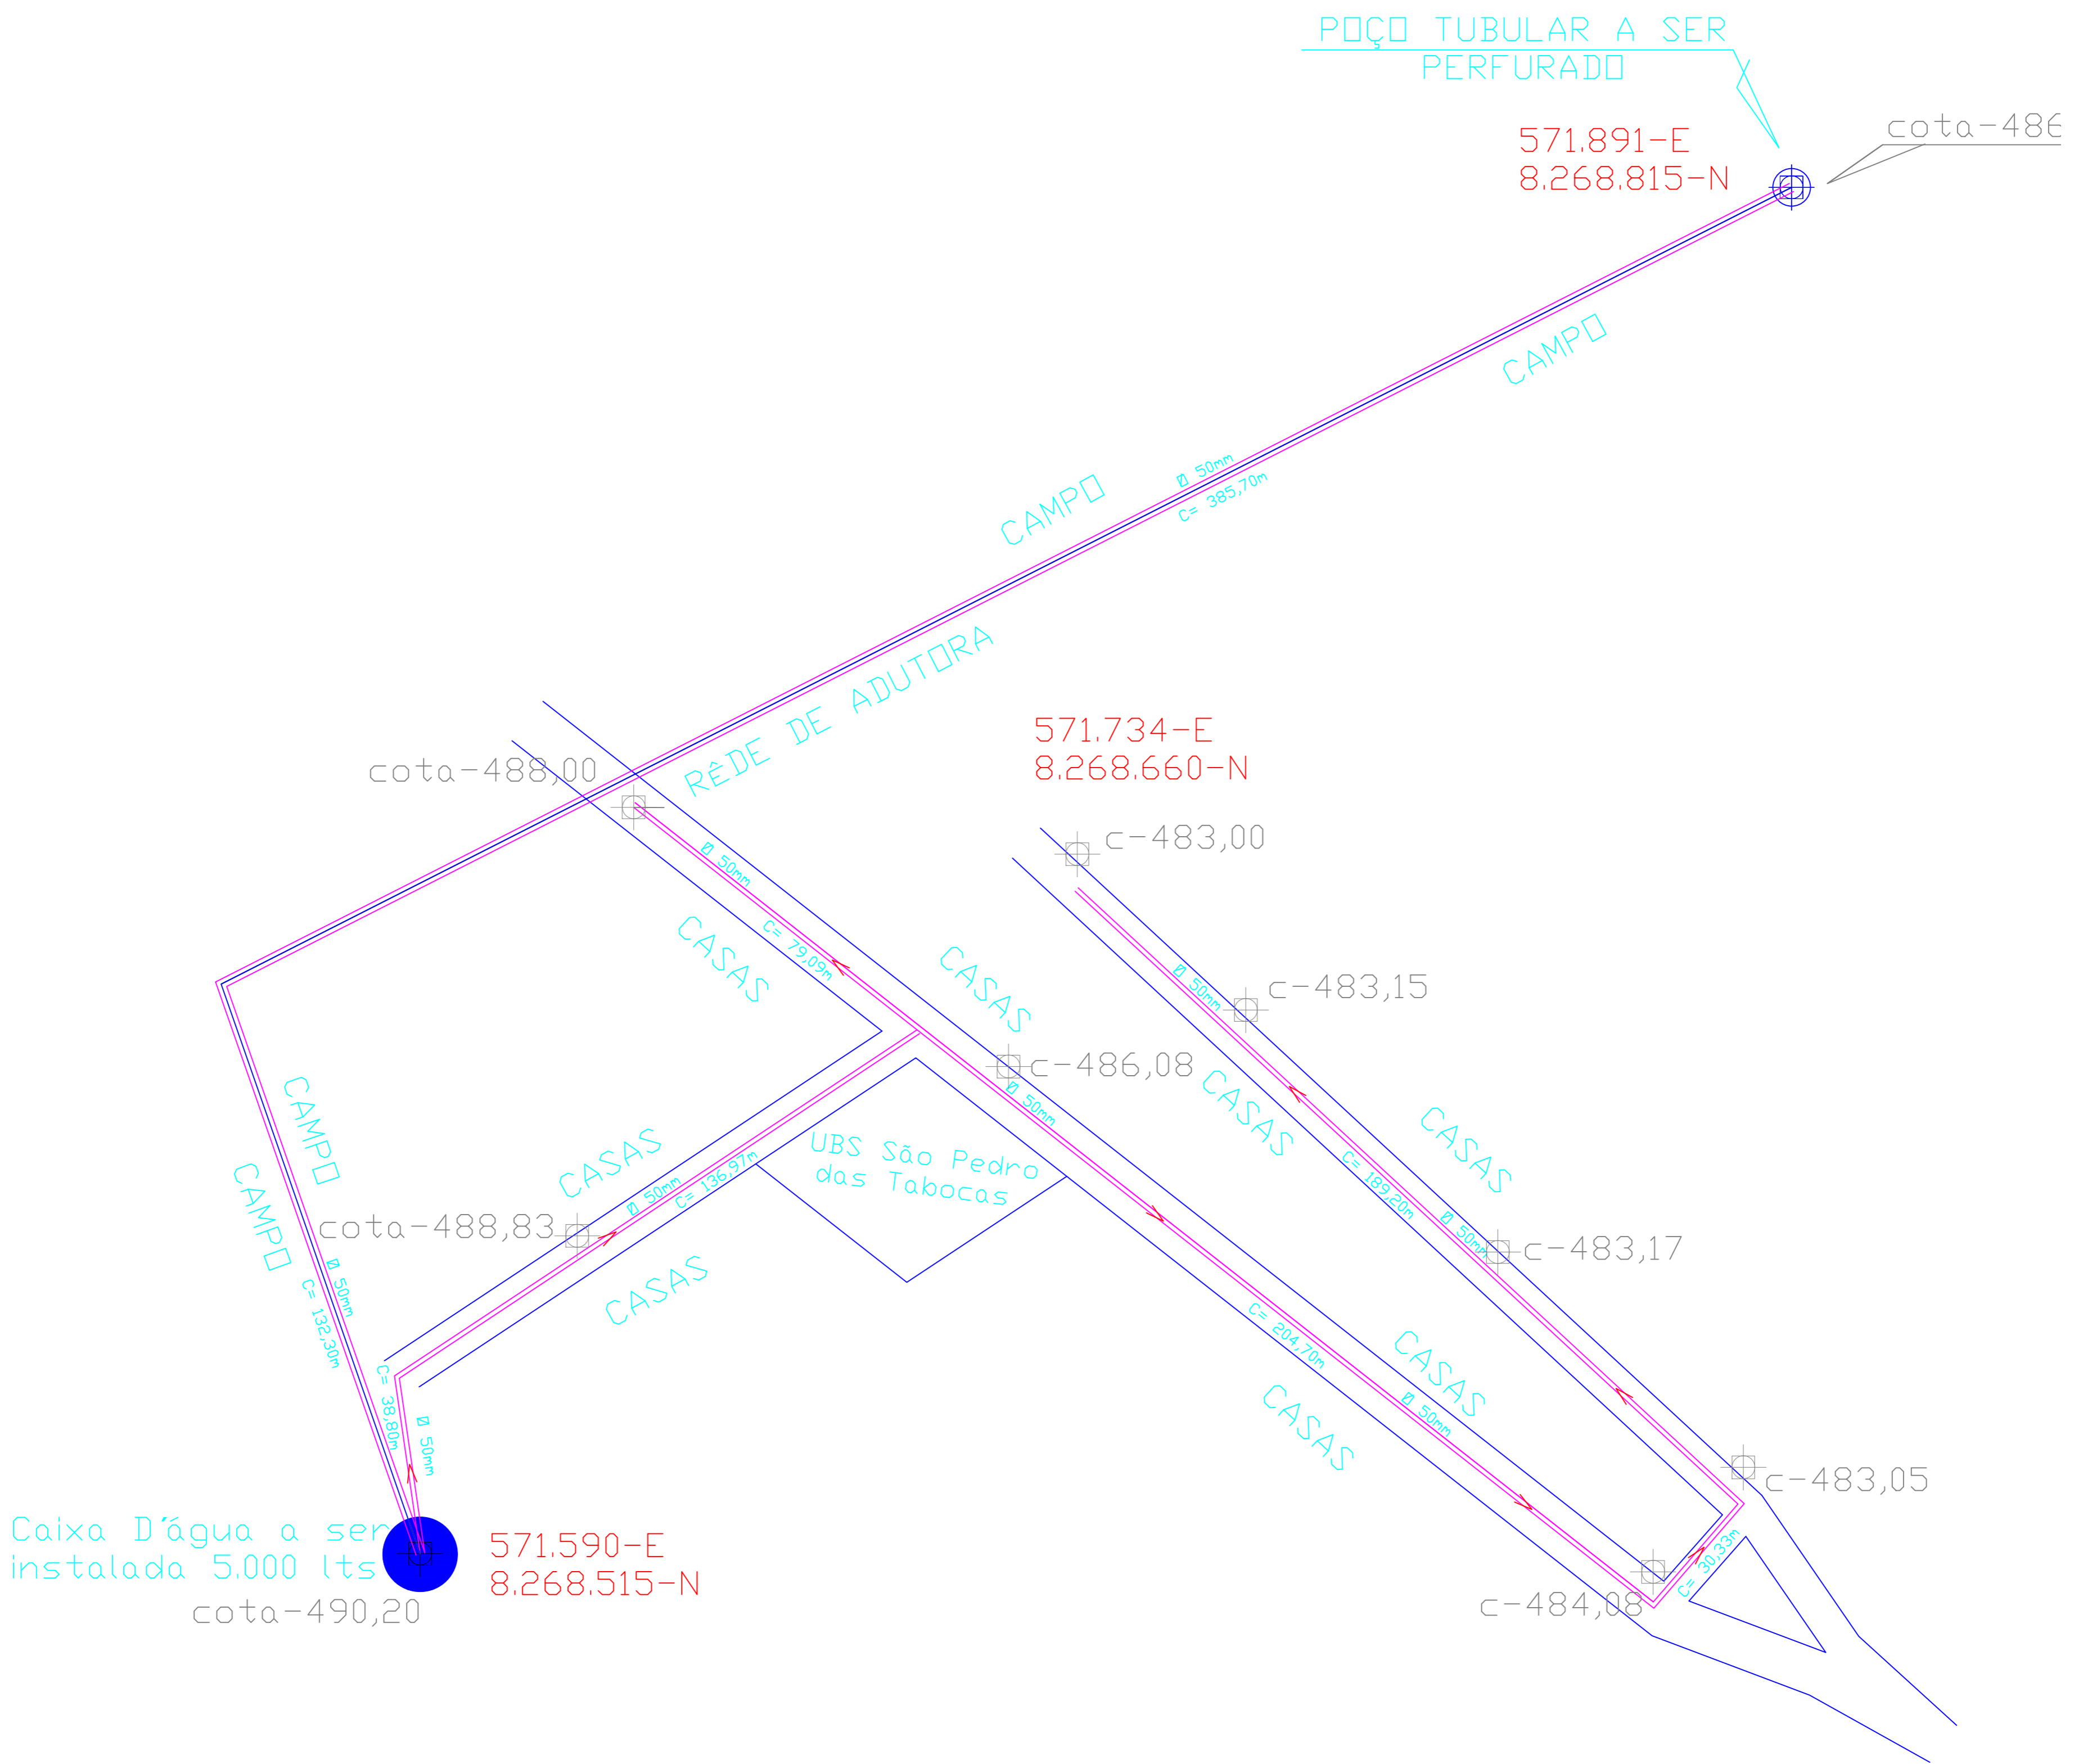 POÇO TUBULAR A SER
PERFURADO
cota-486
571.891-E
8.268.815-N
CAMPO
Ø 50mm
C= 385,70m
CAMPO
RÊDE DE ADUTORA
571.734-E
8.268.660-N
cota-488,00
c-483,00
Ø 50mm
C= 79,09m
CASAS
CASAS
Ø 50mm
c-483,15
c-486,08
Ø 50mm
CASAS
CASAS
CAMPO
CAMPO
UBS São Pedro
das Tabocas
CASAS
Ø 50mm
C= 136,97m
C= 189,20m
Ø 50mm
cota-488,83
c-483,17
CASAS
Ø 50mm
C= 132,30m
C= 204,70m
CASAS
CASAS
Ø 50mm
C= 38,80m
Ø 50mm
c-483,05
Caixa D'água a ser
instalada 5.000 lts
571.590-E
8.268.515-N
cota-490,20
C= 30,33m
c-484,08